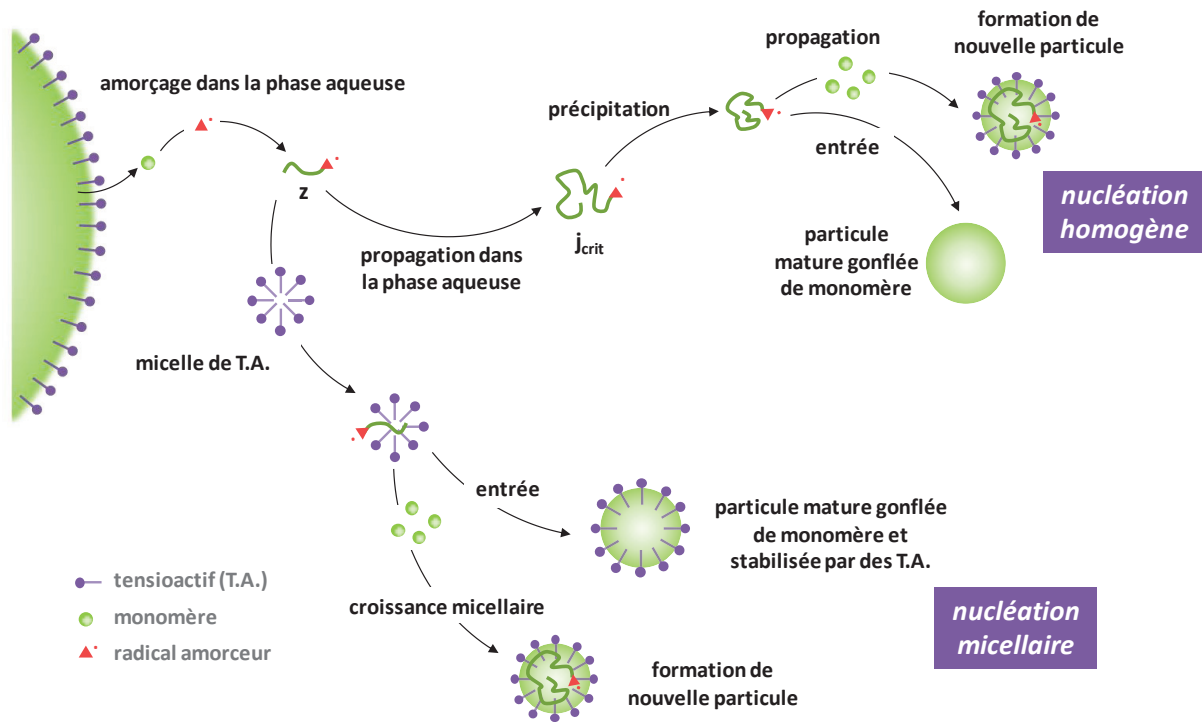 formation de
nouvelle particule
propagation
amorçage dans la phase aqueuse
précipitation
entrée
z
nucléation
homogène
j_crit
particule
mature gonflée
de monomère
propagation dans
la phase aqueuse
micelle de T.A.
entrée
particule mature gonflée
de monomère et
stabilisée par des T.A.
tensioactif (T.A.)
monomère
radical amorceur
croissance micellaire
nucléation
micellaire
formation de
nouvelle particule